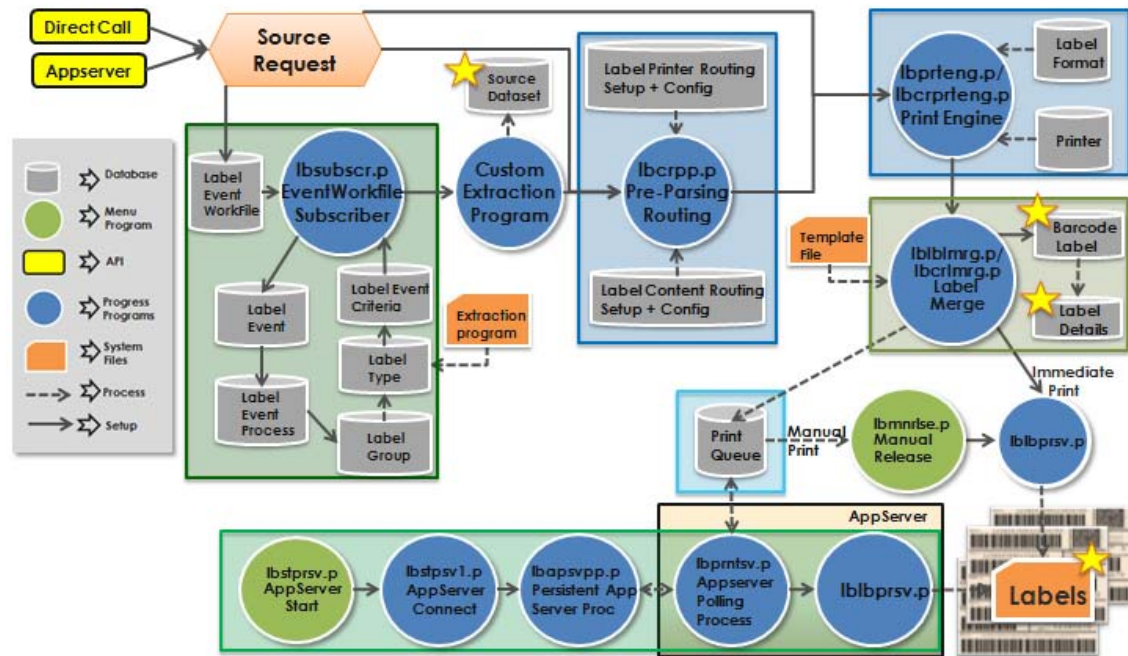 DirectCall
Appserver
Source
Request
Source
Dataset
Label Printer Routing
Setup + Config
lbprteng.p/
lbcrprteng.p
Print Engine
Label
Format
Printer
Database
Menu
Program
API
Progress
Programs
System
Files
Process
Setup
Label
Event
WorkFile
lbsubscr.p
EventWorkfile
Subscriber
Custom
Extraction
Program
lbcrpp.p
Pre-Parsing
Routing
Label Event
Label Event
Criteria
Extraction
program
Label Content Routing
Setup + Config
Template
File
lblblmrg.p/
lbcrlmrg.p
Label
Merge
Barcode
Label
Label
Details
Label
Type
Label
Event
Process
Label
Group
Immediate
Print
Print
Queue
Manual
Print
lbmnrlse.p
Manual
Release
lblbprsv.p
AppServer
lbstprsv.p
AppServer
Start
lbstpsv1.p
AppServer
Connect
lbapsvpp.p
Persistent App
Server Proc
lbprntsv.p
Appserver
Polling
Process
lblbprsv.p
Labels